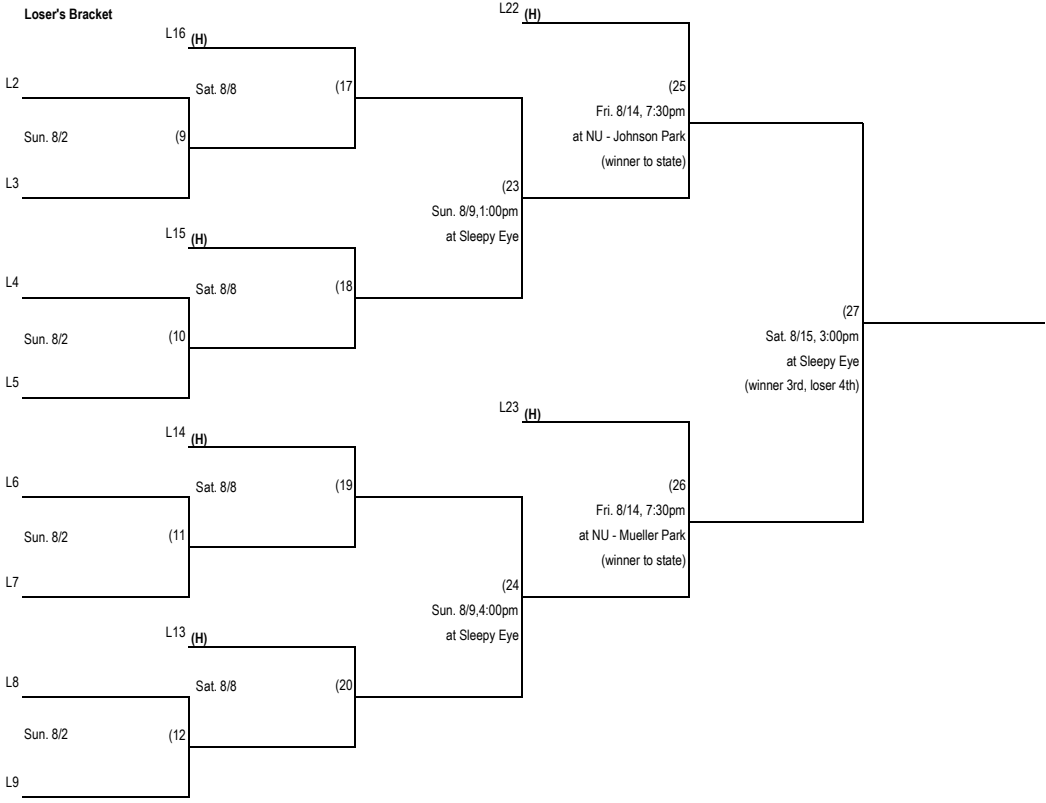 Loser's Bracket
L22 (H)
L16 (H)
L2
Sat. 8/8
(17
(25
Fri. 8/14, 7:30pm
at NU - Johnson Park
(winner to state)
Sun. 8/2
(9
L3
(23
Sun. 8/9,1:00pm
at Sleepy Eye
L15 (H)
L4
Sat. 8/8
(18
Sun. 8/2
(10
L5
(27
Sat. 8/15, 3:00pm
at Sleepy Eye
(winner 3rd, loser 4th)
L23 (H)
L14 (H)
L6
Sat. 8/8
(19
(26
Fri. 8/14, 7:30pm
at NU - Mueller Park
(winner to state)
Sun. 8/2
(11
L7
(24
Sun. 8/9,4:00pm
at Sleepy Eye
L13 (H)
L8
Sat. 8/8
(20
Sun. 8/2
(12
L9